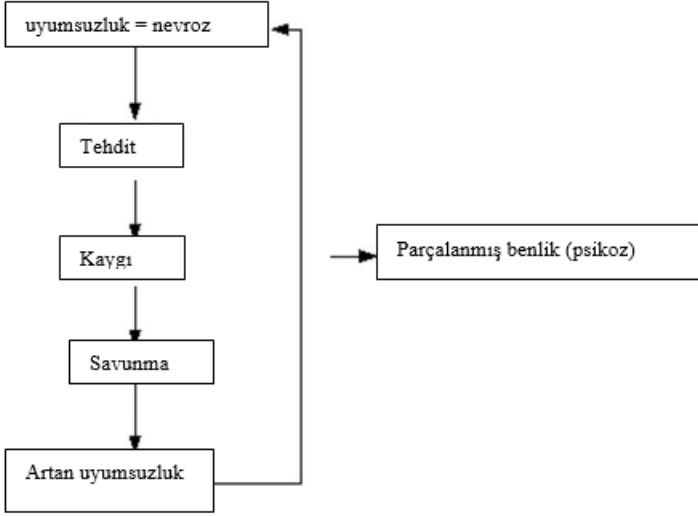 uyumsuzluk = nevroz
Tehdit
Kaygı
Parçalanmış benlik (psikoz)
Savunma
Artan uyumsuzluk